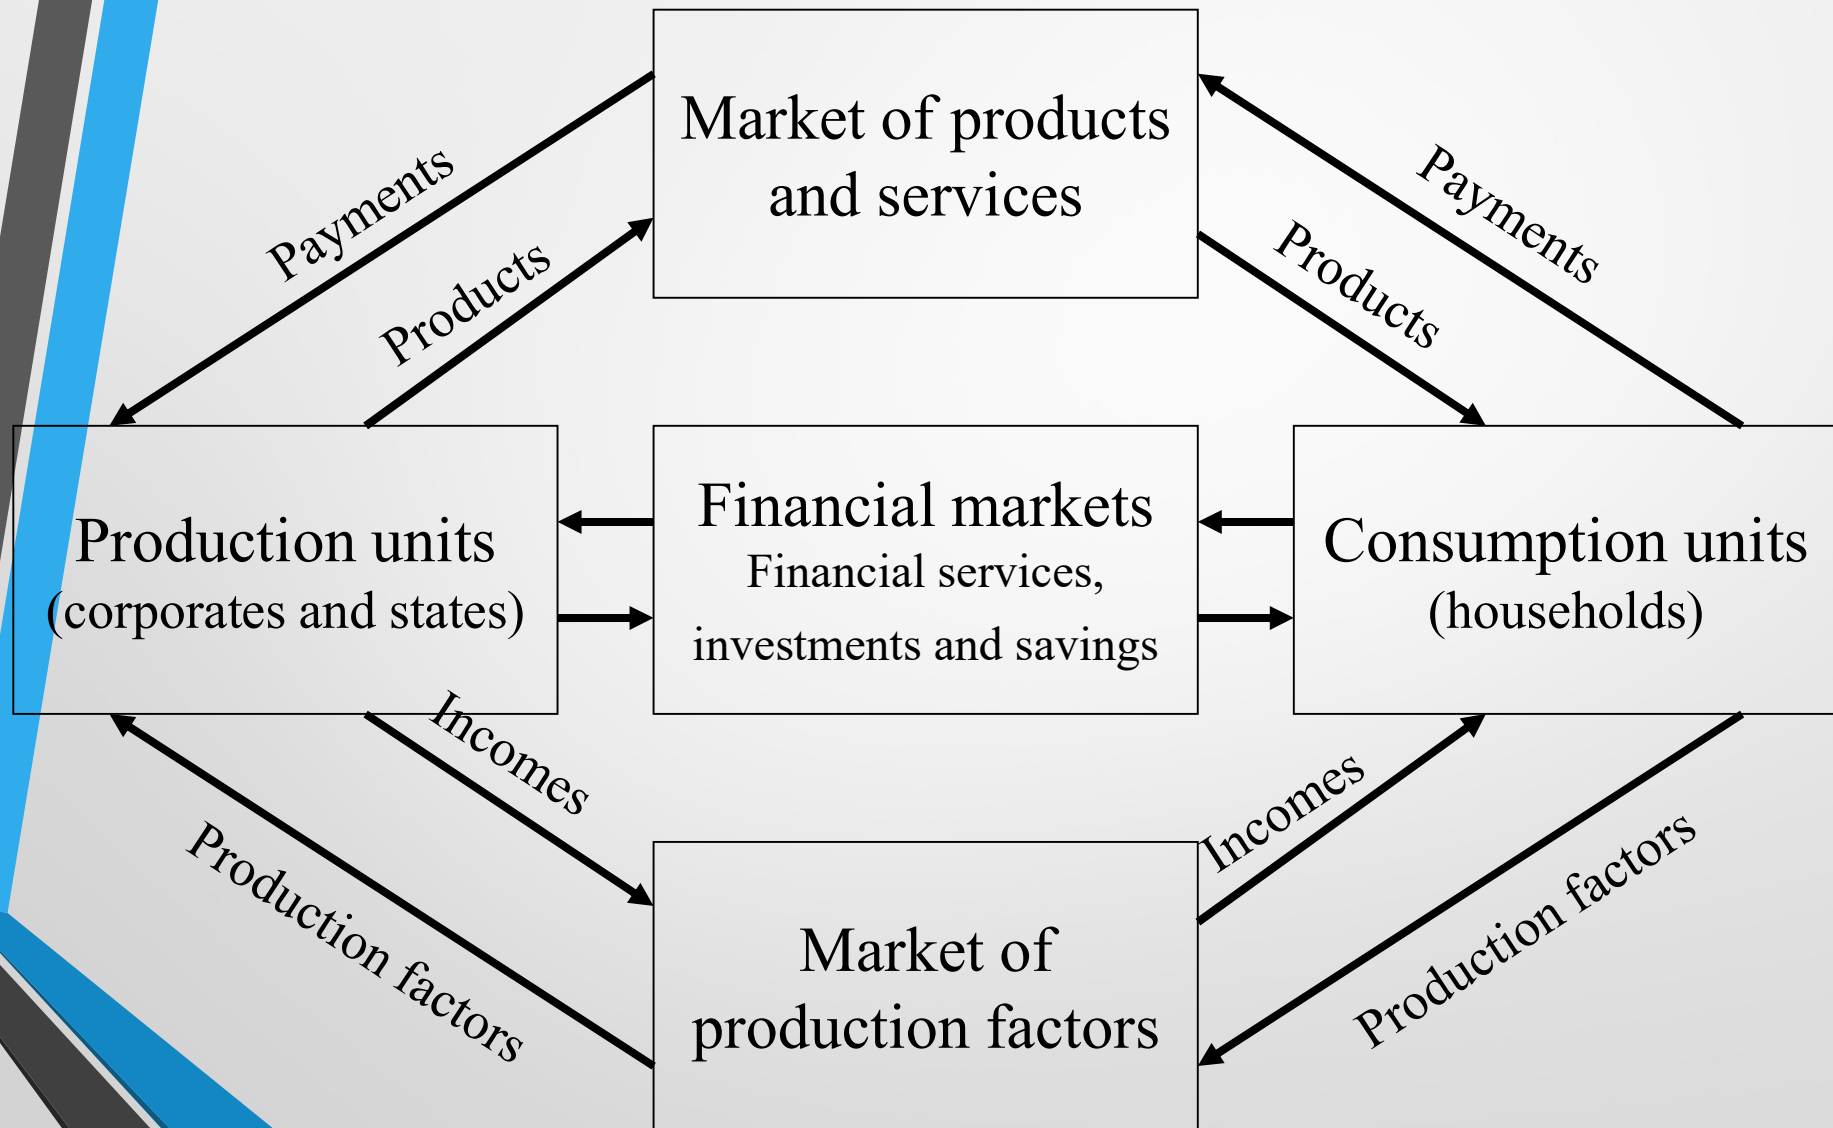 Market of products
and services
Payments
Products
Payments
Products
Production units
(corporates and states)
Financial markets
Financial services,
investments and savings
Consumption units
(households)
Incomes
Production factors
Incomes
Production factors
Market of
production factors